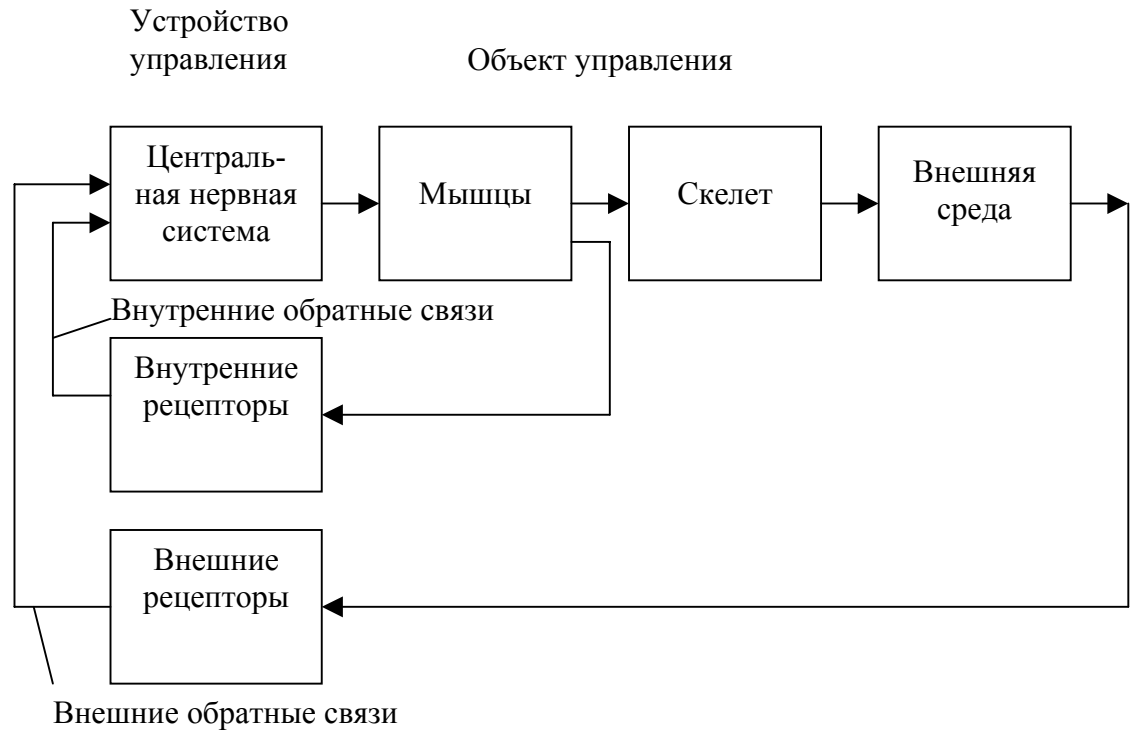 Устройство
управления
Объект управления
Централь-
ная нервная
система
Мышцы
Скелет
Внешняя
среда
Внутренние обратные связи
Внутренние
рецепторы
Внешние
рецепторы
Внешние обратные связи